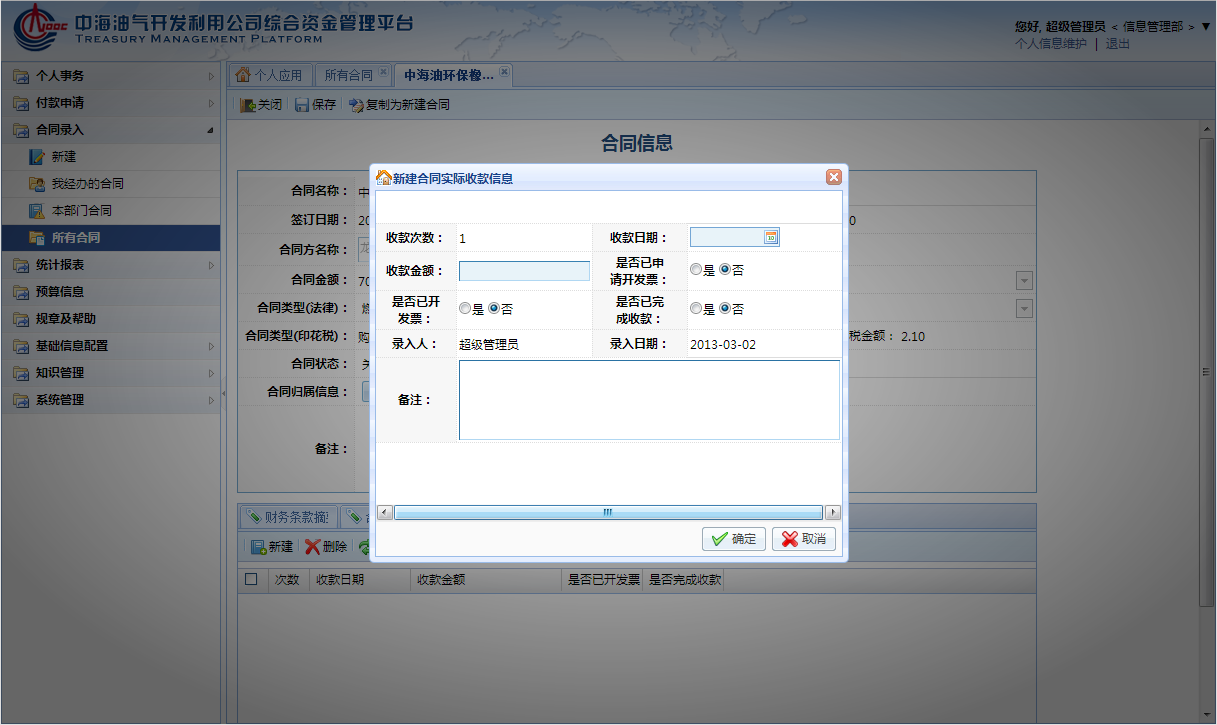 中海油气开发利用公司综合资金管理平台
TREASURY MANAGEMENT PLATFORM
您好, 超级管理员 < 信息管理部 > ▼
个人信息维护 | 退出
个人事务
付款申请
合同录入
新建
我经办的合同
本部门合同
所有合同
统计报表
预算信息
规章及帮助
基础信息配置
知识管理
系统管理
个人应用
所有合同
中海油环保橡...
关闭
保存
复制为新建合同
合同信息
合同名称：
签订日期： 20
0
合同方名称：
合同金额： 70
合同类型(法律)：
合同类型(印花税)： 购
税金额： 2.10
合同状态：
合同归属信息：
备注：
新建合同实际收款信息
收款次数： 1
收款日期：
收款金额：
是否已申
请开发票：
是 否
是否已开
发票：
是 否
是否已完
成收款：
是 否
录入人： 超级管理员
录入日期： 2013-03-02
备注：
确定
取消
财务条款摘
新建
删除
次数 收款日期 收款金额 是否已开发票 是否完成收款